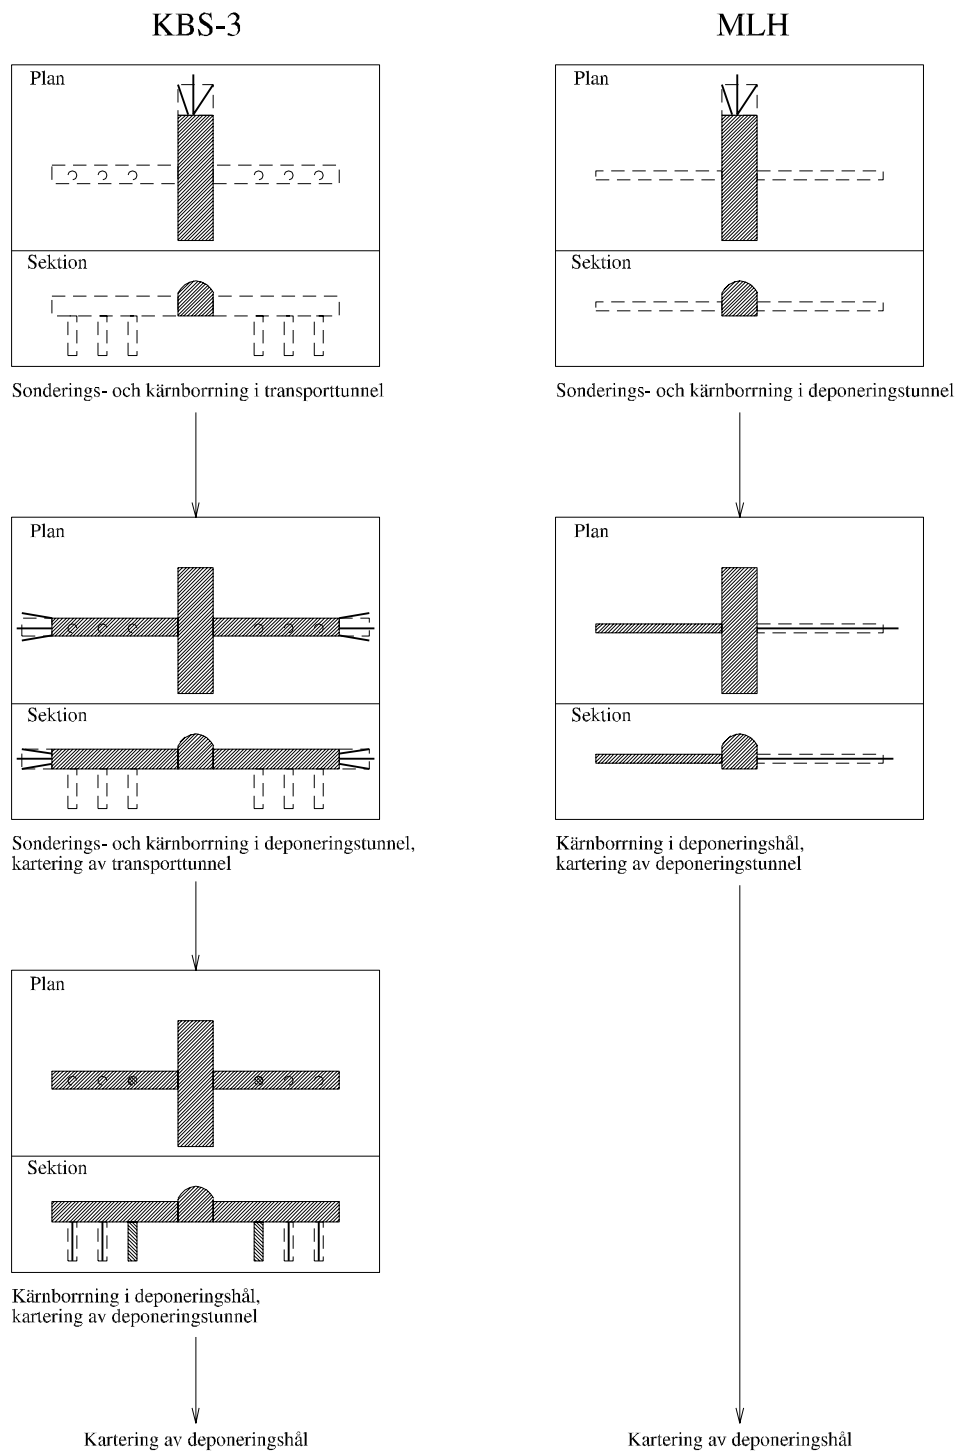 KBS-3
Plan
Sektion
Sonderings- och kärnborrning i transporttunnel
Plan
Sektion
Sonderings- och kärnborrning i deponeringstunnel,
kartering av transporttunnel
Plan
Sektion
Kärnborrning i deponeringshål,
kartering av deponeringstunnel
Kartering av deponeringshål
MLH
Plan
Sektion
Sonderings- och kärnborrning i deponeringstunnel
Plan
Sektion
Kärnborrning i deponeringshål,
kartering av deponeringstunnel
Kartering av deponeringshål